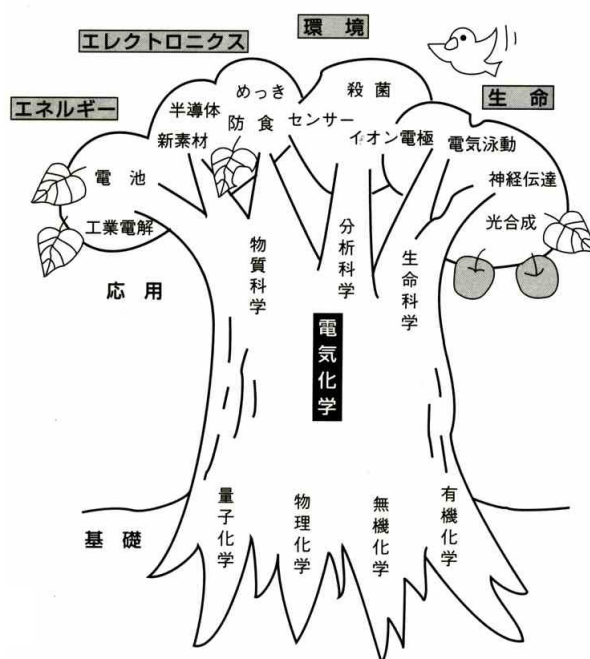 環 境
エレクトロニクス
エネルギー
生 命
めっき
殺 菌
半導体
防 食
センサー
新素材
イオン電極
電気泳動
電 池
神経伝達
工業電解
光合成
物質科学
分析科学
生命科学
応 用
電気化学
基 礎
量子化学
物理化学
無機化学
有機化学